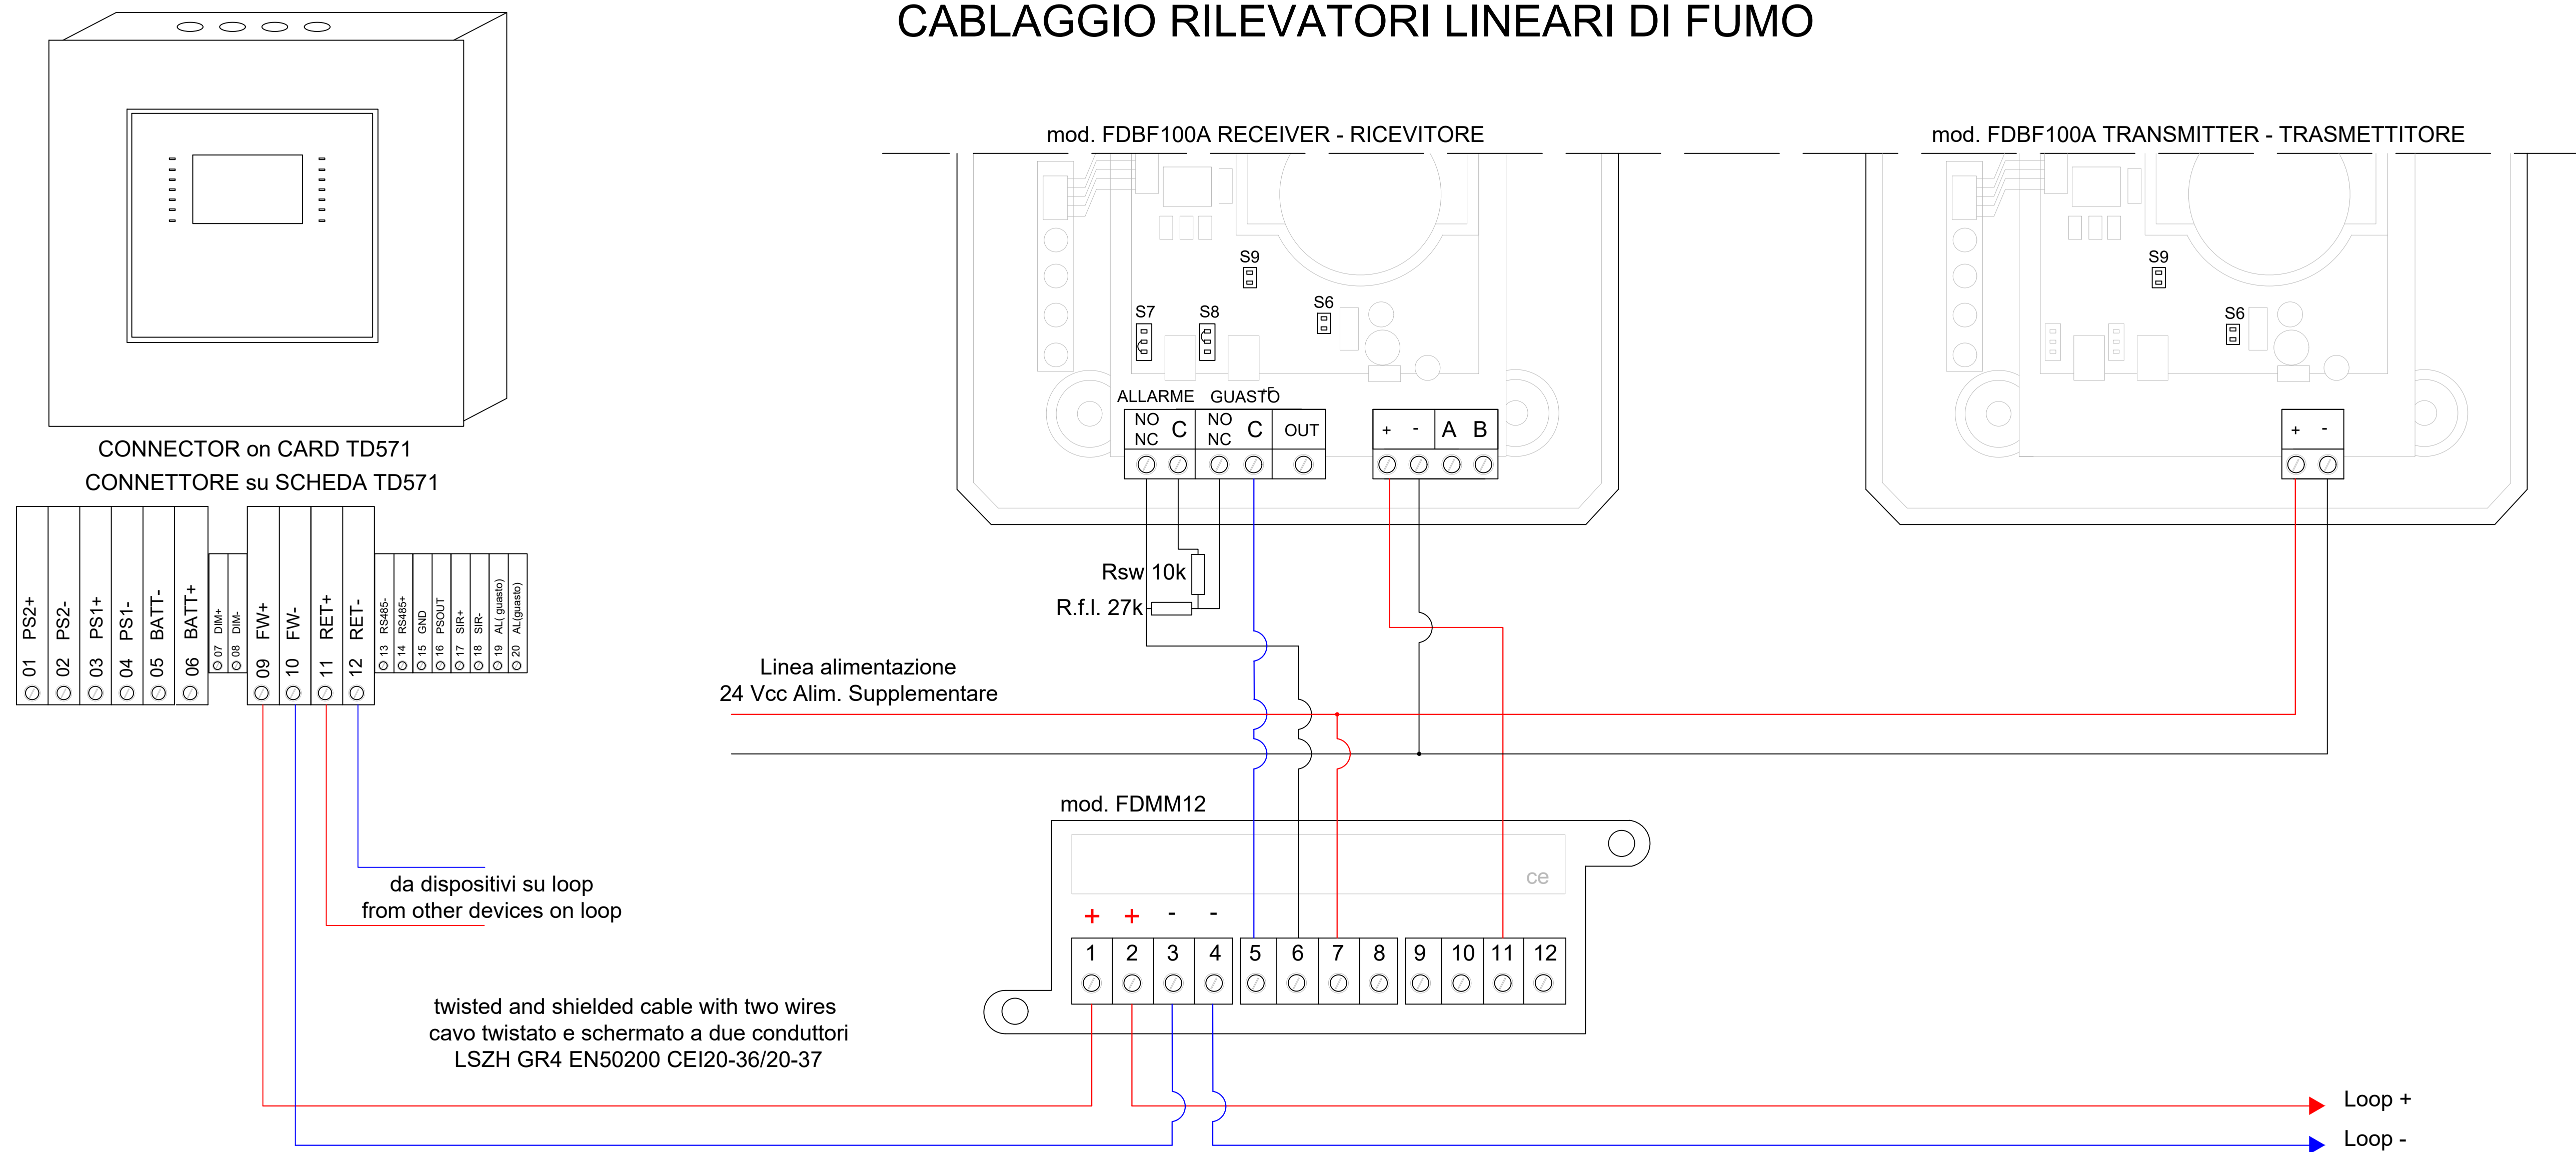 CABLAGGIO RILEVATORI LINEARI DI FUMO
mod. FDBF100A RECEIVER - RICEVITORE
mod. FDBF100A TRANSMITTER - TRASMETTITORE
S9
S7
S8
S6
S9
S6
ALLARME
GUASTO
NO
NC
C
NO
NC
C
OUT
+
-
A
B
+
-
CONNECTOR on CARD TD571
CONNETTORE su SCHEDA TD571
01 PS2+
02 PS2-
03 PS1+
04 PS1-
05 BATT-
06 BATT+
07 DIM+
08 DIM-
09 FW+
10 FW-
11 RET+
12 RET-
13 RS485-
14 RS485+
15 GND
16 PSOUT
17 SIR+
18 SIR-
19 AL( guasto)
20 AL(guasto)
Rsw 10k
R.f.l. 27k
Linea alimentazione
24 Vcc Alim. Supplementare
mod. FDMM12
ce
+ + - -
1 2 3 4 5 6 7 8 9 10 11 12
da dispositivi su loop
from other devices on loop
twisted and shielded cable with two wires
cavo twistato e schermato a due conduttori
LSZH GR4 EN50200 CEI20-36/20-37
Loop +
Loop -